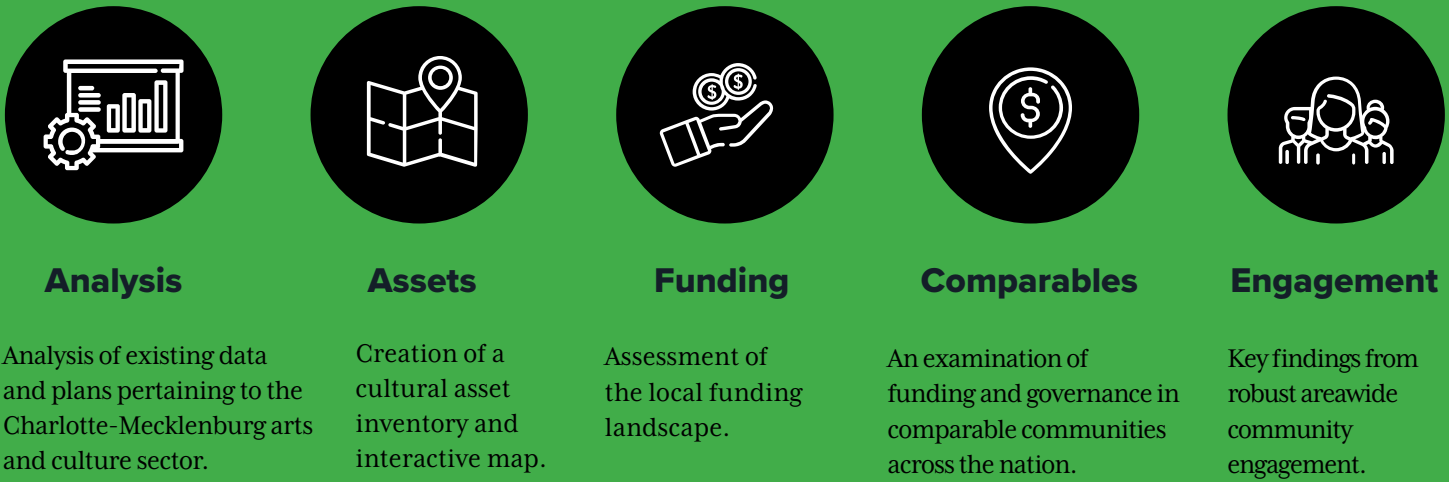 $ $
$
Analysis
Analysis of existing data
and plans pertaining to the
Charlotte-Mecklenburg arts
and culture sector.
Assets
Creation of a
cultural asset
inventory and
interactive map.
Funding
Assessment of
the local funding
landscape.
Comparables
An examination of
funding and governance in
comparable communities
across the nation.
Engagement
Key findings from
robust areawide
community
engagement.